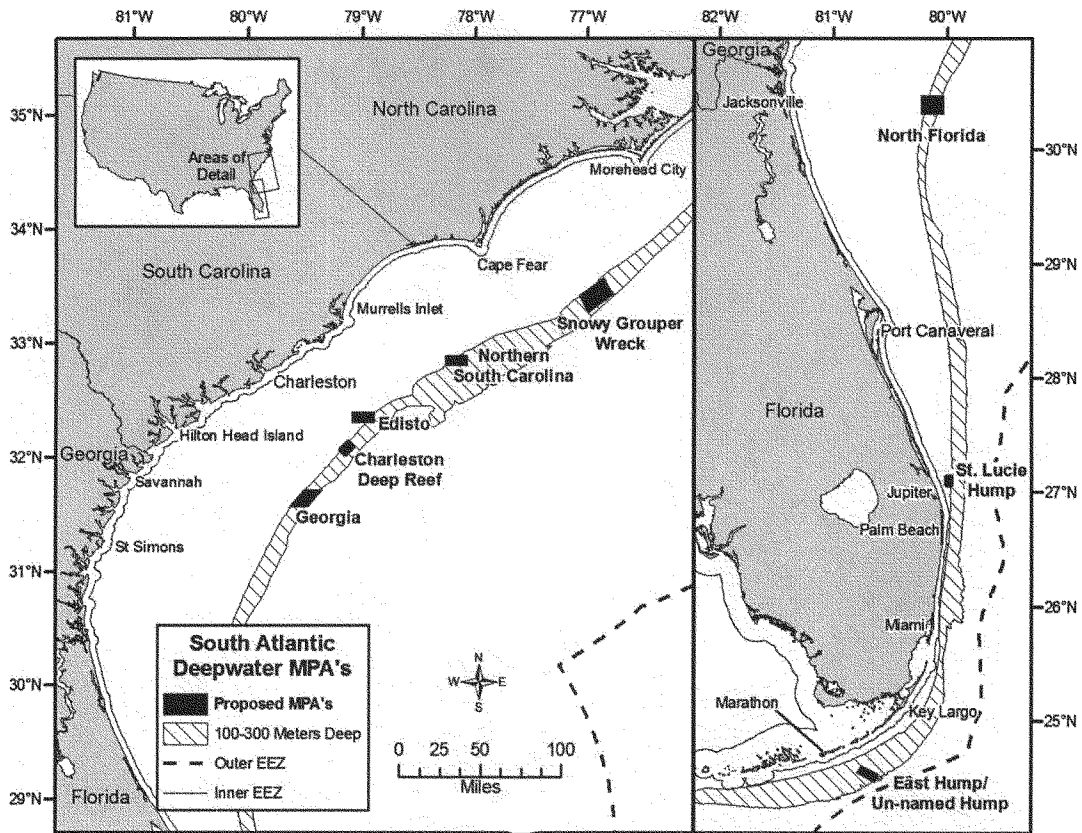 81°W 80°W 79°W 78°W 77°W
82°W 81°W 80°W
35°N
34°N
33°N
32°N
31°N
30°N
29°N
Areas of
Detail
North Carolina
Morehead City
South Carolina
Cape Fear
Murrells Inlet
Snowy Grouper
Wreck
Northern
South Carolina
Charleston
Edisto
Hilton Head Island
Georgia
Charleston
Deep Reef
Savannah
Georgia
St Simons
Florida
South Atlantic
Deepwater MPA's
Proposed MPA's
100-300 Meters Deep
Outer EEZ
Inner EEZ
N
W E
S
0 25 50 100
Miles
Georgia
Jacksonville
North Florida
Port Canaveral
Florida
St. Lucie
Hump
Jupiter
Palm Beach
Miami
Marathon
Key Largo
East Hump/
Un-named Hump
30°N
29°N
28°N
27°N
26°N
25°N